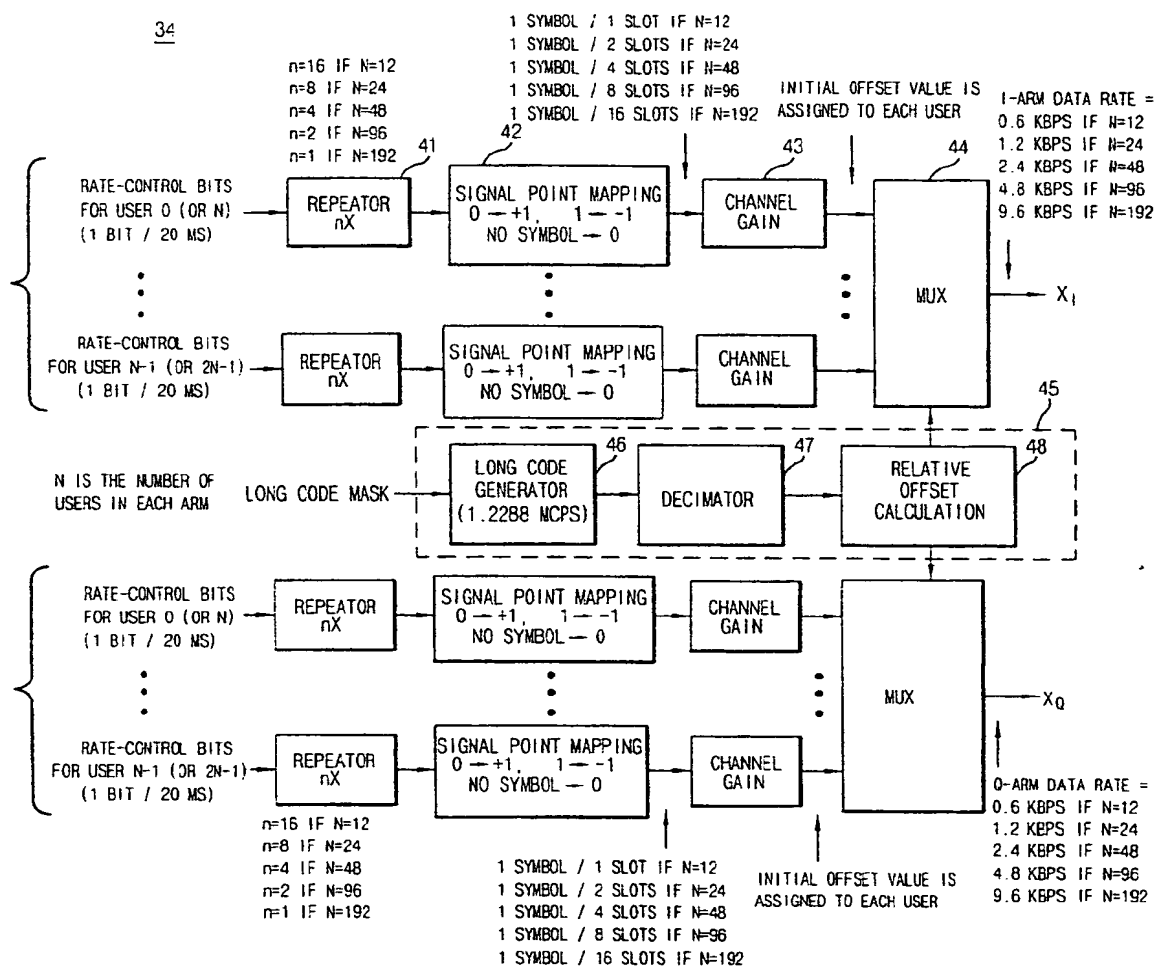 34
n=16 IF N=12
n=8 IF N=24
n=4 IF N=48
n=2 IF N=96
n=1 IF N=192
1 SYMBOL / 1 SLOT IF N=12
1 SYMBOL / 2 SLOTS IF N=24
1 SYMBOL / 4 SLOTS IF N=48
1 SYMBOL / 8 SLOTS IF N=96
1 SYMBOL / 16 SLOTS IF N=192
INITIAL OFFSET VALUE IS
ASSIGNED TO EACH USER
I-ARM DATA RATE =
0.6 KBPS IF N=12
1.2 KBPS IF N=24
2.4 KBPS IF N=48
4.8 KBPS IF N=96
9.6 KBPS IF N=192
41
42
43
44
RATE-CONTROL BITS
FOR USER 0 (OR N)
(1 BIT / 20 MS)
REPEATOR
nX
SIGNAL POINT MAPPING
0→+1, 1→-1
NO SYMBOL→0
CHANNEL
GAIN
MUX
X_I
RATE-CONTROL BITS
FOR USER N-1 (OR 2N-1)
(1 BIT / 20 MS)
REPEATOR
nX
SIGNAL POINT MAPPING
0→+1, 1→-1
NO SYMBOL→0
CHANNEL
GAIN
45
N IS THE NUMBER OF
USERS IN EACH ARM
LONG CODE MASK
46
LONG CODE
GENERATOR
(1.2288 MCPS)
47
DECIMATOR
48
RELATIVE
OFFSET
CALCULATION
RATE-CONTROL BITS
FOR USER 0 (OR N)
(1 BIT / 20 MS)
REPEATOR
nX
SIGNAL POINT MAPPING
0→+1, 1→-1
NO SYMBOL→0
CHANNEL
GAIN
MUX
X_Q
RATE-CONTROL BITS
FOR USER N-1 (OR 2N-1)
(1 BIT / 20 MS)
REPEATOR
nX
SIGNAL POINT MAPPING
0→+1, 1→-1
NO SYMBOL→0
CHANNEL
GAIN
n=16 IF N=12
n=8 IF N=24
n=4 IF N=48
n=2 IF N=96
n=1 IF N=192
1 SYMBOL / 1 SLOT IF N=12
1 SYMBOL / 2 SLOTS IF N=24
1 SYMBOL / 4 SLOTS IF N=48
1 SYMBOL / 8 SLOTS IF N=96
1 SYMBOL / 16 SLOTS IF N=192
INITIAL OFFSET VALUE IS
ASSIGNED TO EACH USER
Q-ARM DATA RATE =
0.6 KBPS IF N=12
1.2 KBPS IF N=24
2.4 KBPS IF N=48
4.8 KBPS IF N=96
9.6 KBPS IF N=192